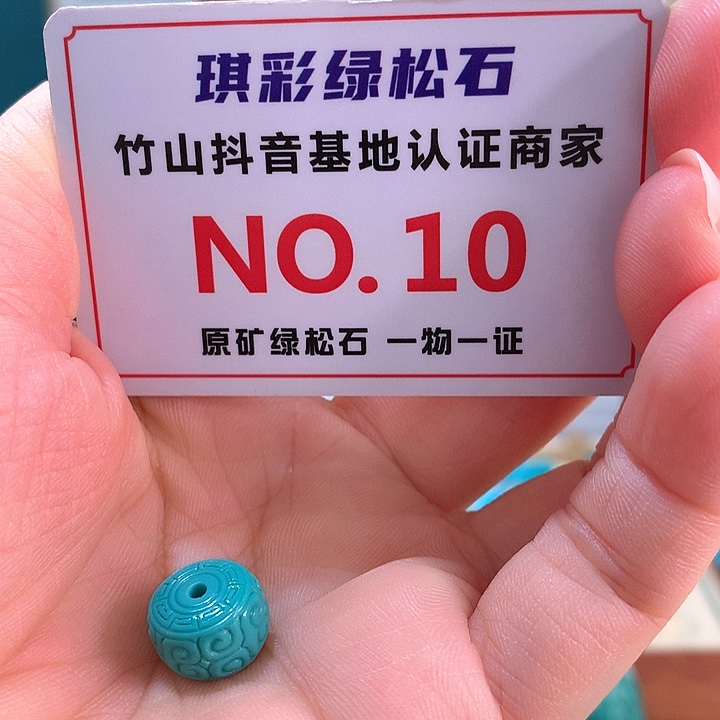 琪彩绿松石
竹山抖音基地认证商家
NO.10
原矿绿松石 一物一证